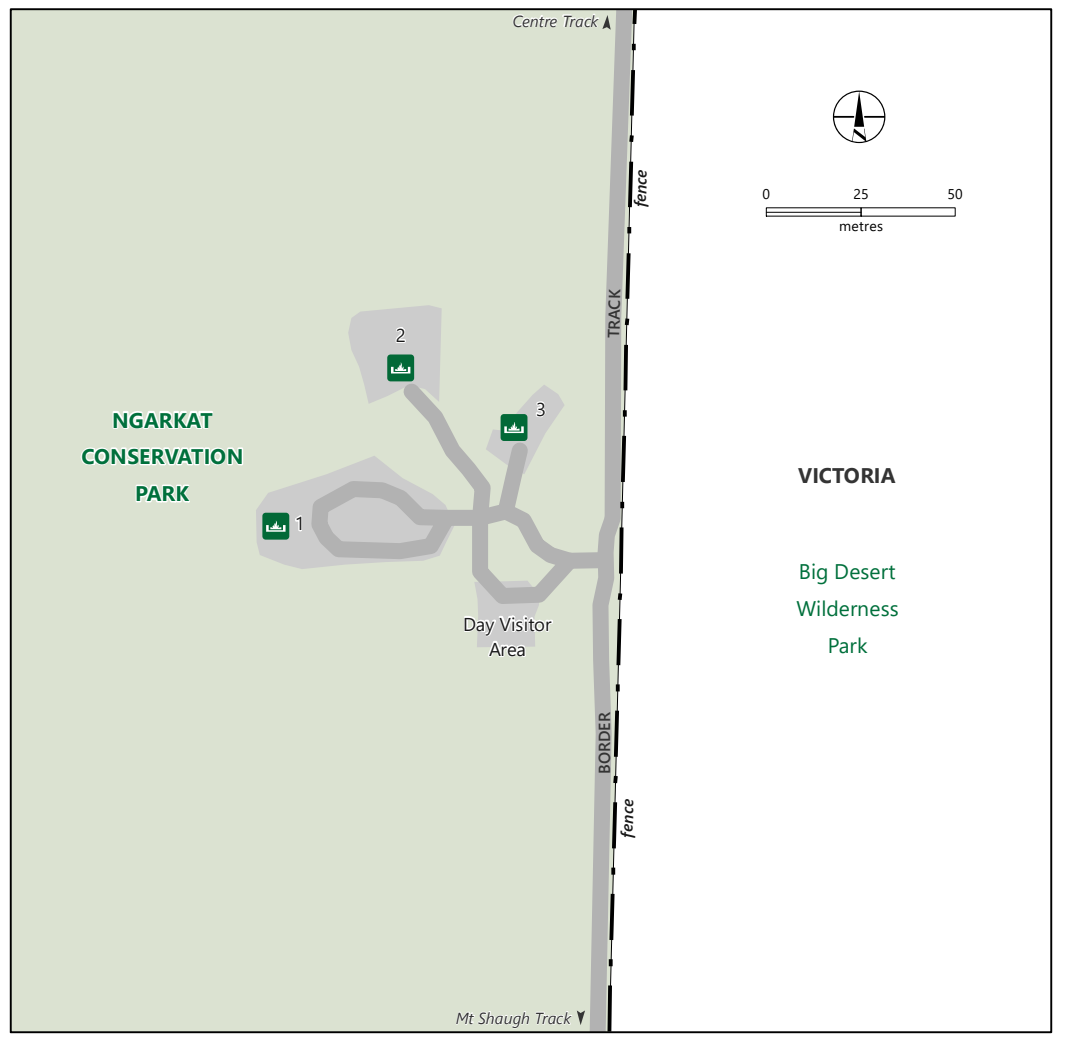 Centre Track
fence
0 25 50
metres
TRACK
2
3
NGARKAT
CONSERVATION
PARK
VICTORIA
1
Big Desert
Wilderness
Park
Day Visitor
Area
BORDER
fence
Mt Shaugh Track